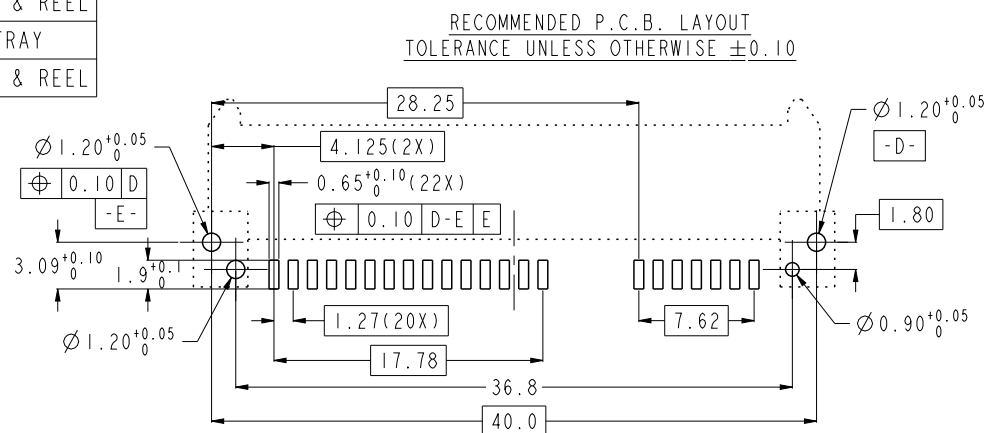 & REEL
TRAY
& REEL
RECOMMENDED P.C.B. LAYOUT
TOLERANCE UNLESS OTHERWISE ±0.10
28.25
Ø1.20 +0.05 0
-D-
Ø1.20 +0.05 0
⌖ 0.10 D
-E-
4.125(2X)
0.65 +0.10 0 (22X)
⌖ 0.10 D-E E
1.80
3.09 +0.10
1.9 +0.1
Ø1.20 +0.05 0
1.27(20X)
7.62
Ø0.90 +0.05 0
17.78
36.8
40.0